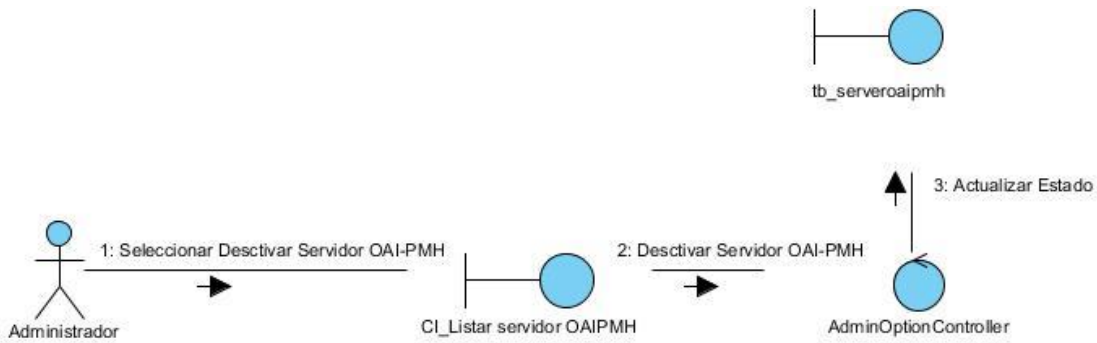 tb_serveroaipmh
3: Actualizar Estado
1: Seleccionar Desctivar Servidor OAI-PMH
2: Desctivar Servidor OAI-PMH
Administrador
CI_Listar servidor OAIPMH
AdminOptionController